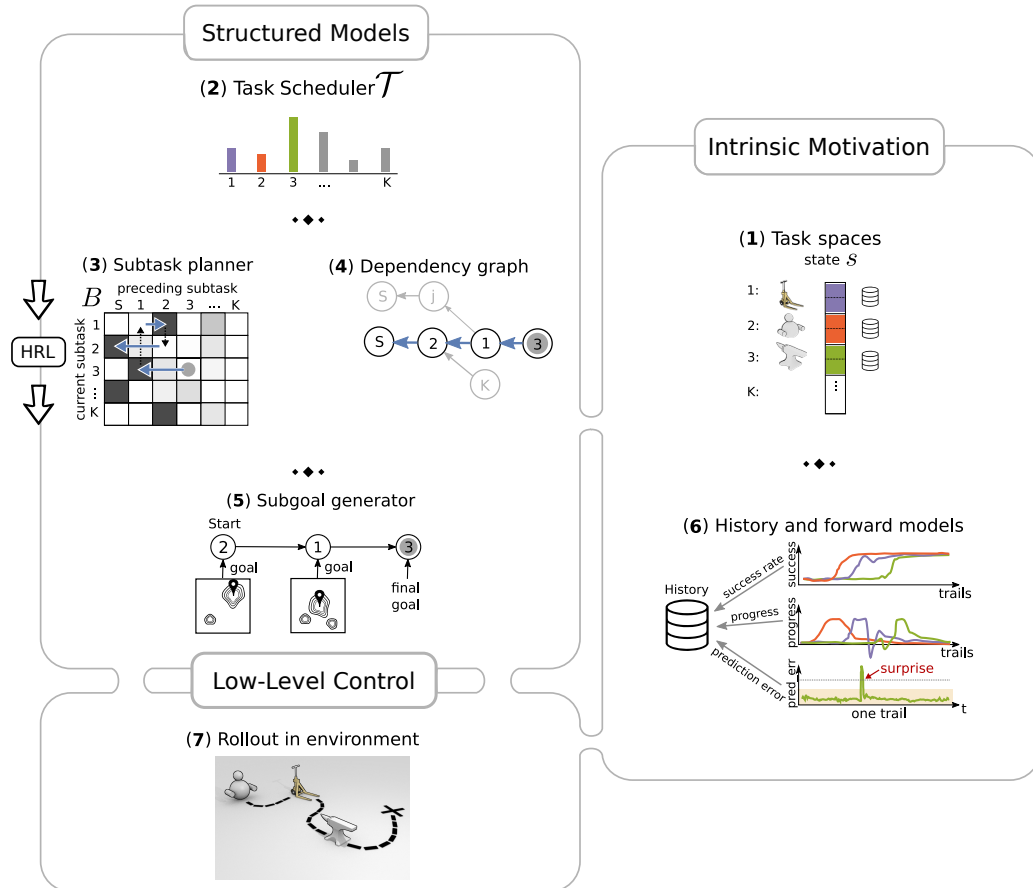 Structured Models
(2) Task Scheduler 𝒯
1 2 3 ... K
(3) Subtask planner
B preceding subtask
S 1 2 3 ... K
current subtask
1
2
3
⋮
K
HRL
(4) Dependency graph
S j
S 2 1 3
K
(5) Subgoal generator
Start
2 1 3
goal goal
final
goal
Low-Level Control
(7) Rollout in environment
Intrinsic Motivation
(1) Task spaces
state s
1:
2:
3:
K: ⋮
(6) History and forward models
History
success rate
progress
prediction error
success
trails
progress
trails
pred err
surprise
one trail t